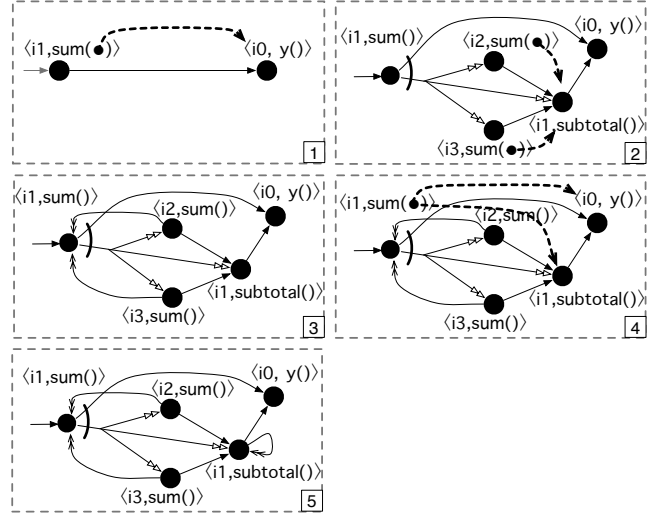 ⟨i1,sum(●)⟩ ⟨i0, y()⟩
1
⟨i1,sum()⟩ ⟨i2,sum(●)⟩ ⟨i0, y()⟩
⟨i1,subtotal()⟩
⟨i3,sum(●)⟩
2
⟨i1,sum()⟩ ⟨i2,sum()⟩ ⟨i0, y()⟩
⟨i1,subtotal()⟩
⟨i3,sum()⟩
3
⟨i1,sum(●)⟩ ⟨i2,sum()⟩ ⟨i0, y()⟩
⟨i1,subtotal()⟩
⟨i3,sum()⟩
4
⟨i1,sum()⟩ ⟨i2,sum()⟩ ⟨i0, y()⟩
⟨i1,subtotal()⟩
⟨i3,sum()⟩
5